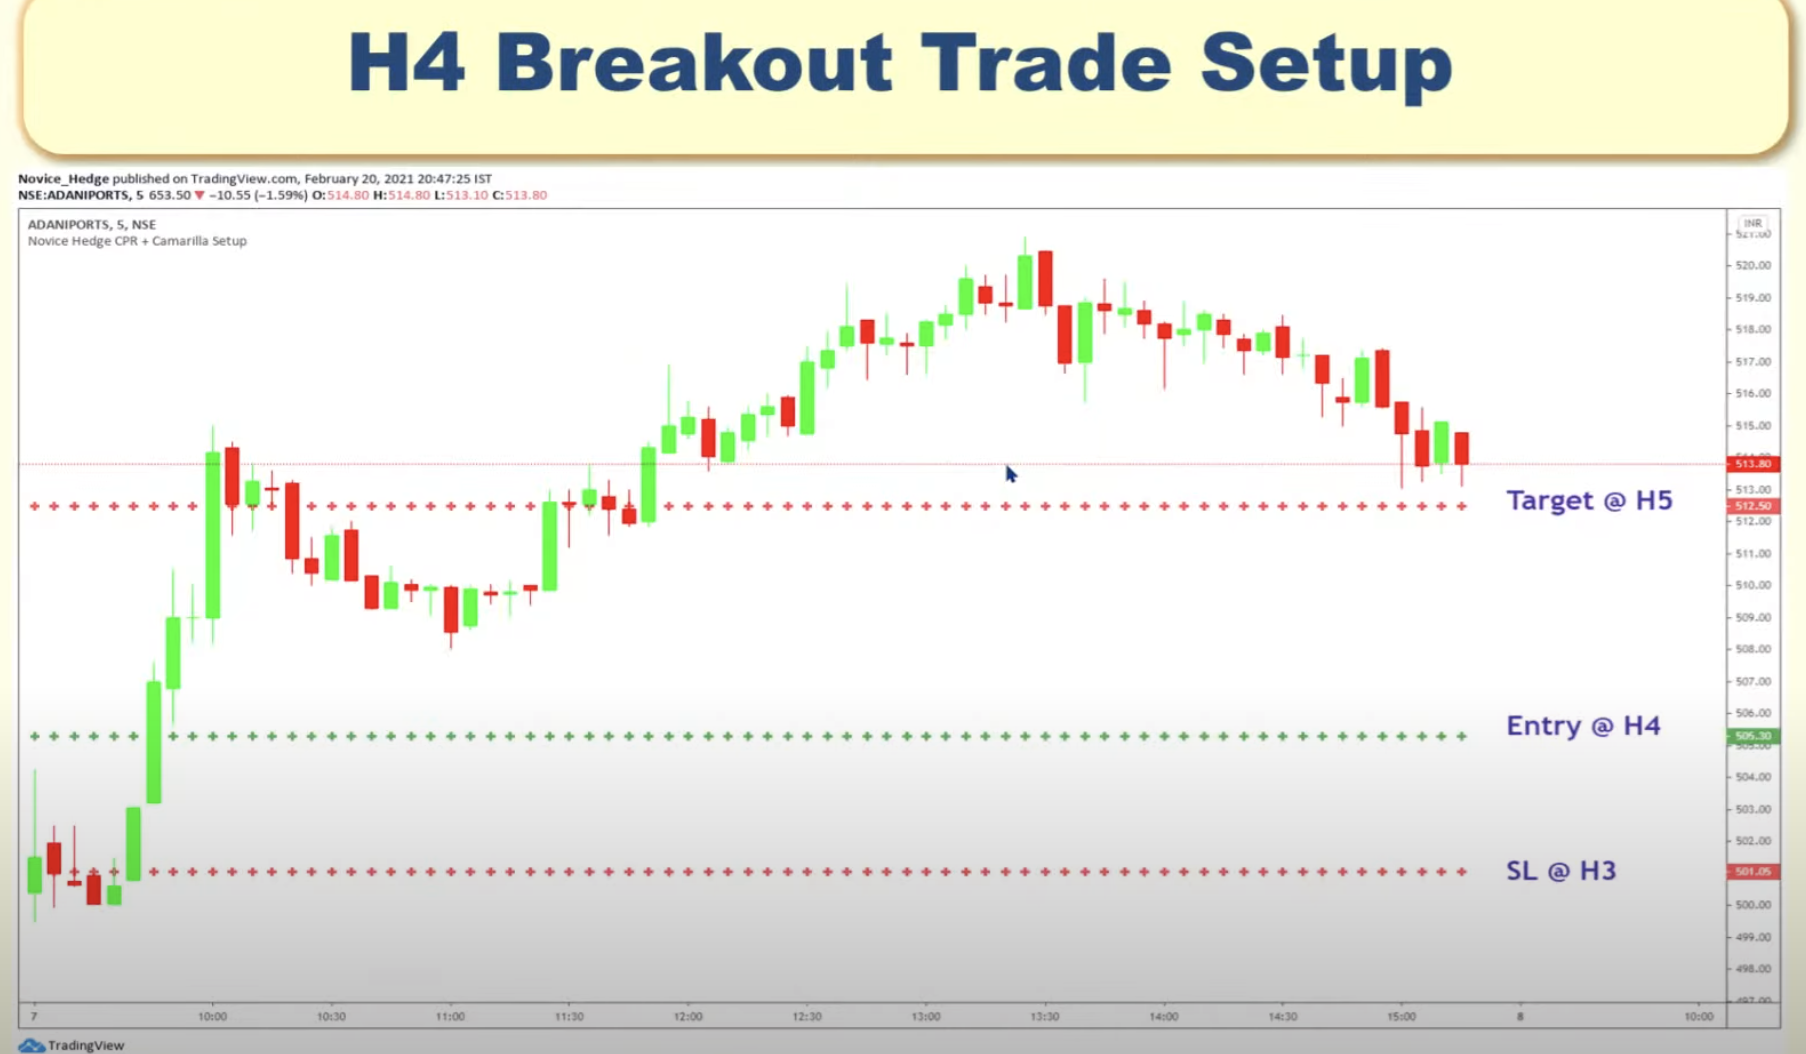 H4 Breakout Trade Setup
Novice_Hedge published on TradingView.com, February 20, 2021 20:47:25 IST
NSE:ADANIPORTS, 5 653.50 ▼ −10.55 (−1.59%) O:514.80 H:514.80 L:513.10 C:513.80
ADANIPORTS, 5, NSE
Novice Hedge CPR + Camarilla Setup
INR
521.00
520.00
519.00
518.00
517.00
516.00
515.00
513.80
513.00
Target @ H5
512.50
512.00
511.00
510.00
509.00
508.00
507.00
506.00
Entry @ H4
505.30
504.00
503.00
502.00
SL @ H3
501.05
500.00
499.00
498.00
497.00
7 10:00 10:30 11:00 11:30 12:00 12:30 13:00 13:30 14:00 14:30 15:00 8 10:00
TradingView